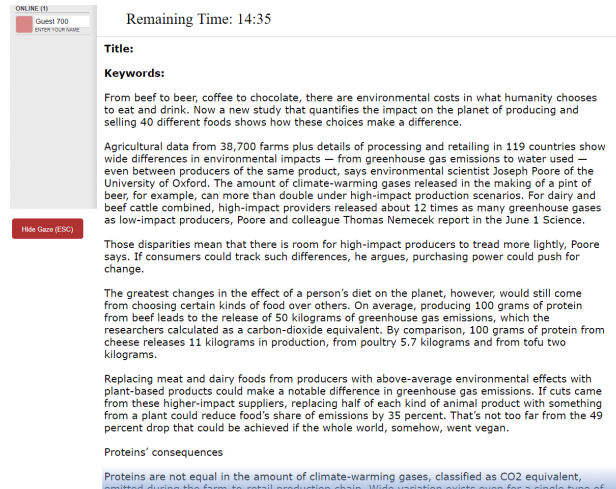 ONLINE (1)
Guest 700
ENTER YOUR NAME
Hide Gaze (ESC)
Remaining Time: 14:35
Title:
Keywords:
From beef to beer, coffee to chocolate, there are environmental costs in what humanity chooses
to eat and drink. Now a new study that quantifies the impact on the planet of producing and
selling 40 different foods shows how these choices make a difference.
Agricultural data from 38,700 farms plus details of processing and retailing in 119 countries show
wide differences in environmental impacts — from greenhouse gas emissions to water used —
even between producers of the same product, says environmental scientist Joseph Poore of the
University of Oxford. The amount of climate-warming gases released in the making of a pint of
beer, for example, can more than double under high-impact production scenarios. For dairy and
beef cattle combined, high-impact providers released about 12 times as many greenhouse gases
as low-impact producers, Poore and colleague Thomas Nemecek report in the June 1 Science.
Those disparities mean that there is room for high-impact producers to tread more lightly, Poore
says. If consumers could track such differences, he argues, purchasing power could push for
change.
The greatest changes in the effect of a person's diet on the planet, however, would still come
from choosing certain kinds of food over others. On average, producing 100 grams of protein
from beef leads to the release of 50 kilograms of greenhouse gas emissions, which the
researchers calculated as a carbon-dioxide equivalent. By comparison, 100 grams of protein from
cheese releases 11 kilograms in production, from poultry 5.7 kilograms and from tofu two
kilograms.
Replacing meat and dairy foods from producers with above-average environmental effects with
plant-based products could make a notable difference in greenhouse gas emissions. If cuts came
from these higher-impact suppliers, replacing half of each kind of animal product with something
from a plant could reduce food's share of emissions by 35 percent. That's not too far from the 49
percent drop that could be achieved if the whole world, somehow, went vegan.
Proteins' consequences
Proteins are not equal in the amount of climate-warming gases, classified as CO2 equivalent,
emitted during the farm-to-retail production chain. Wide variation exists even for a single type of